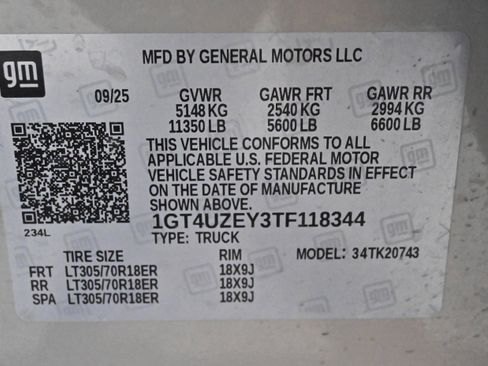 gm
MFD BY GENERAL MOTORS LLC
09/25 GVWR GAWR FRT GAWR RR
5148 KG 2540 KG 2994 KG
11350 LB 5600 LB 6600 LB
THIS VEHICLE CONFORMS TO ALL
APPLICABLE U.S. FEDERAL MOTOR
VEHICLE SAFETY STANDARDS IN EFFECT
ON THE DATE OF MANUFACTURE
SHOWN ABOVE.
234L 1GT4UZEY3TF118344
TYPE: TRUCK MODEL: 34TK20743
TIRE SIZE RIM
FRT LT305/70R18ER 18X9J
RR LT305/70R18ER 18X9J
SPA LT305/70R18ER 18X9J